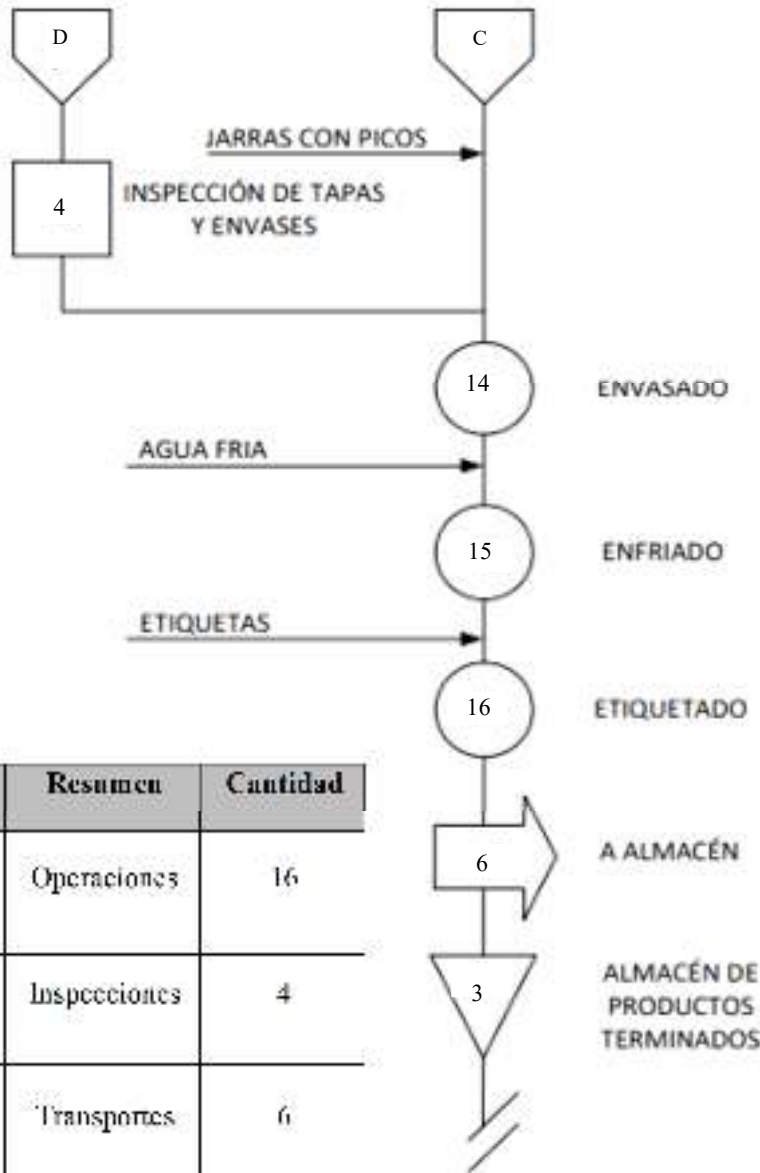 D
C
JARRAS CON PICOS
4
INSPECCIÓN DE TAPAS
Y ENVASES
14
ENVASADO
AGUA FRIA
15
ENFRIADO
ETIQUETAS
16
ETIQUETADO
Resumen
Cantidad
Operaciones
16
6
A ALMACÉN
Inspecciones
4
3
ALMACÉN DE
PRODUCTOS
TERMINADOS
Transportes
6